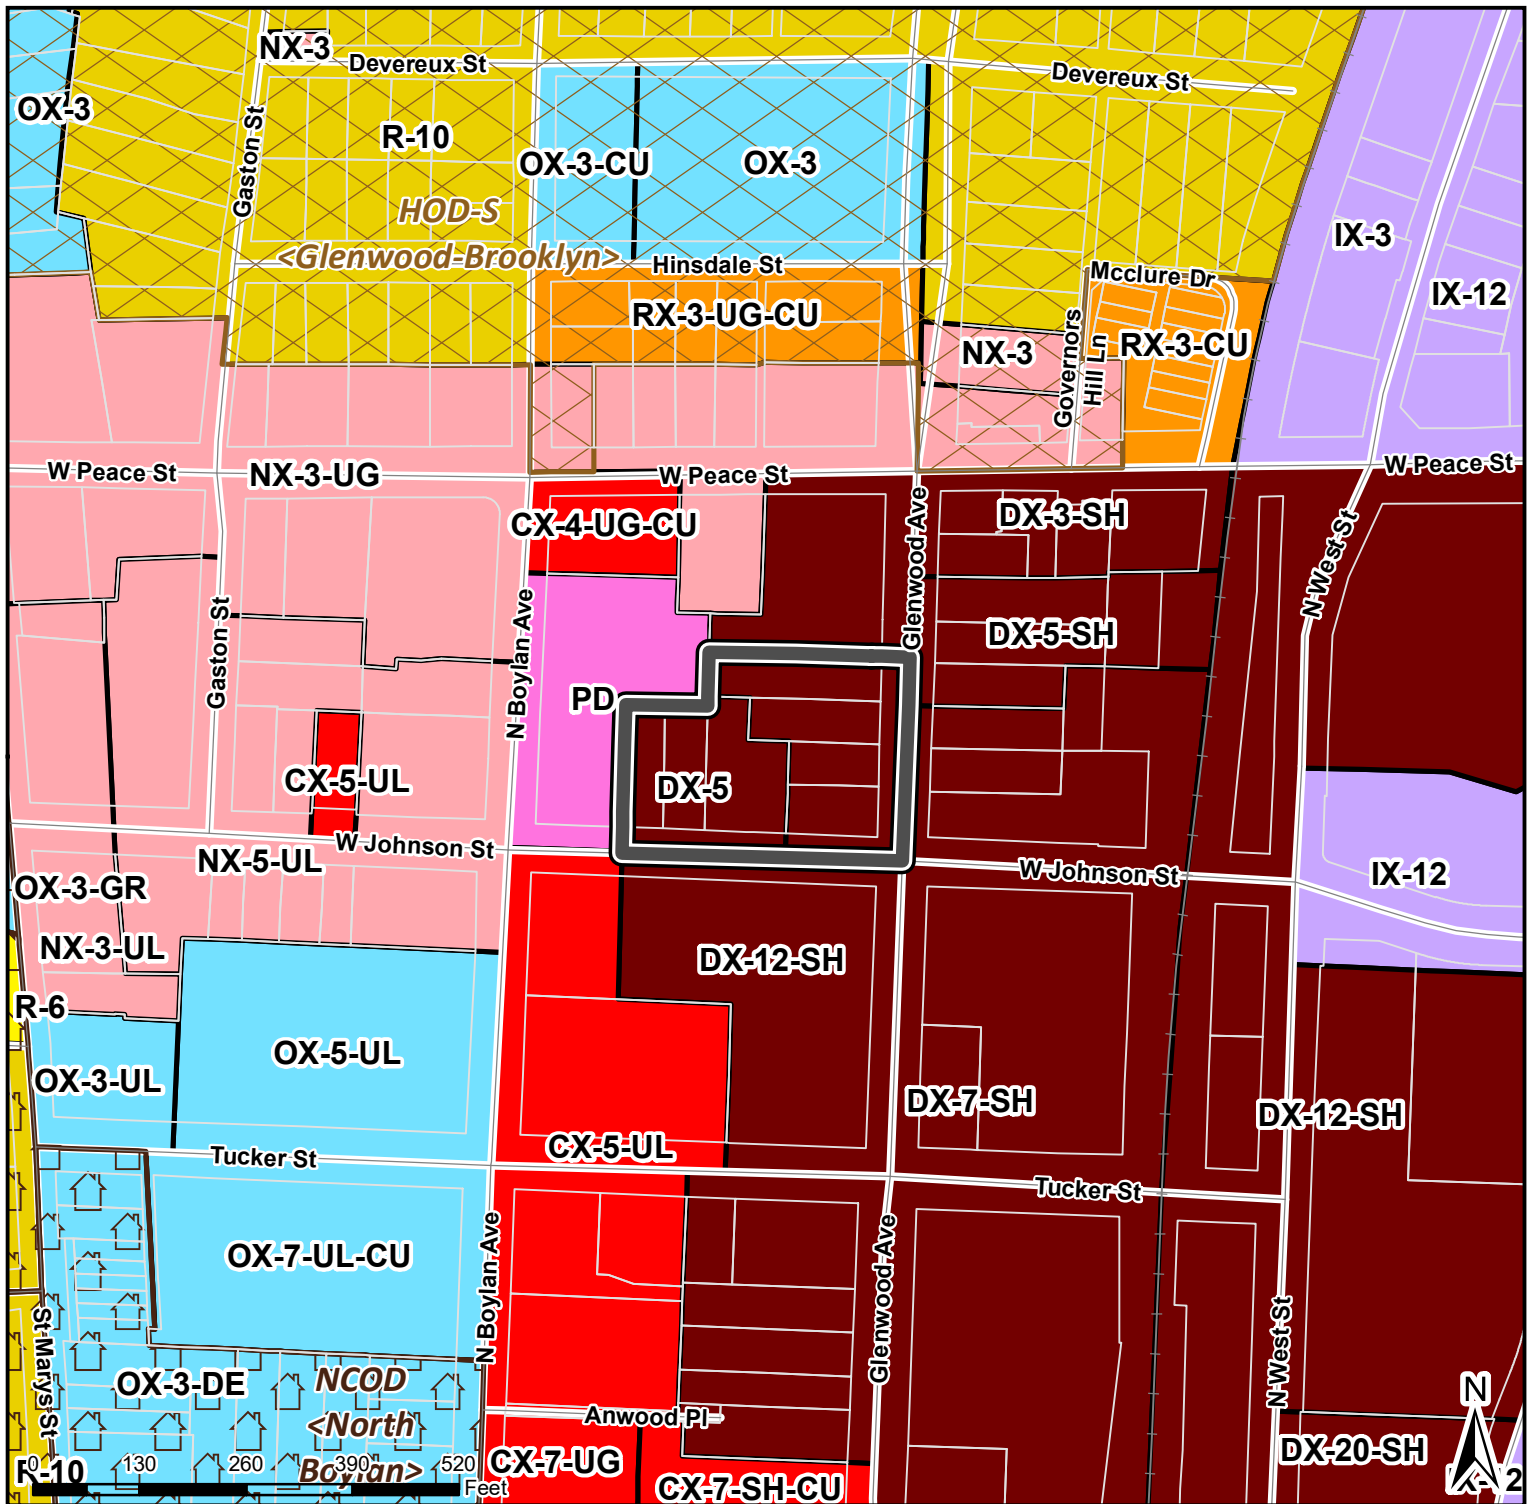 NX-3
Devereux St
Devereux St
OX-3
R-10
OX-3-CU
OX-3
Gaston St
HOD-S
<Glenwood-Brooklyn>
IX-3
Hinsdale St
Mcclure Dr
IX-12
RX-3-UG-CU
NX-3
Governors
Hill Ln
RX-3-CU
W Peace St
NX-3-UG
W Peace St
W Peace St
CX-4-UG-CU
Glenwood Ave
DX-3-SH
N West St
Gaston St
N Boylan Ave
DX-5-SH
PD
CX-5-UL
DX-5
W Johnson St
NX-5-UL
W Johnson St
IX-12
OX-3-GR
NX-3-UL
DX-12-SH
R-6
OX-5-UL
OX-3-UL
DX-7-SH
DX-12-SH
CX-5-UL
Tucker St
Tucker St
OX-7-UL-CU
N Boylan Ave
Glenwood Ave
N West St
St Marys St
OX-3-DE
NCOD
<North
Boylan>
Anwood Pl
N
R-10
CX-7-UG
CX-7-SH-CU
DX-20-SH
0 130 260 390 520
Feet